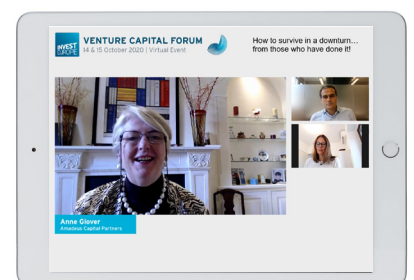 INVEST
EUROPE
VENTURE CAPITAL FORUM
14 & 15 October 2020 | Virtual Event
How to survive in a downturn…
from those who have done it!
Anne Glover
Amadeus Capital Partners